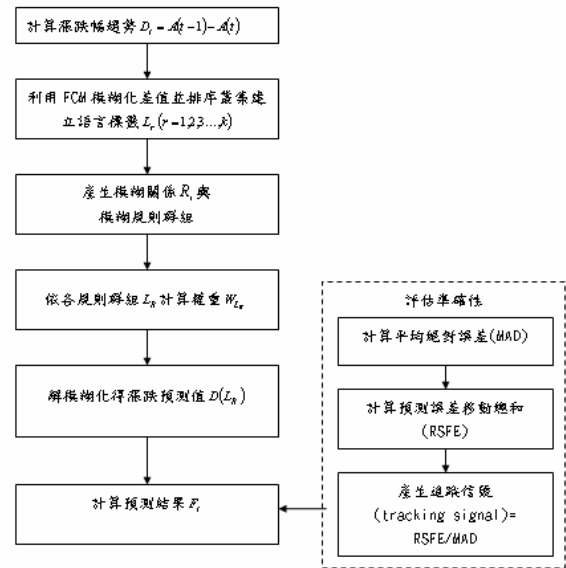 計算漲跌幅趨勢 D_t = A(t−1)−A(t)
利用 FCM 模糊化差值並排序叢集建
立語言標籤 L_r (r=1,2,3...,k)
產生模糊關係 R_i 與
模糊規則群組
依各規則群組 L_R 計算權重 W_{L_R}
解模糊化得漲跌預測值 D(L_R)
計算預測結果 F_t
評估準確性
計算平均絕對誤差(MAD)
計算預測誤差移動總和
(RSFE)
產生追蹤信號
(tracking signal)=
RSFE/MAD